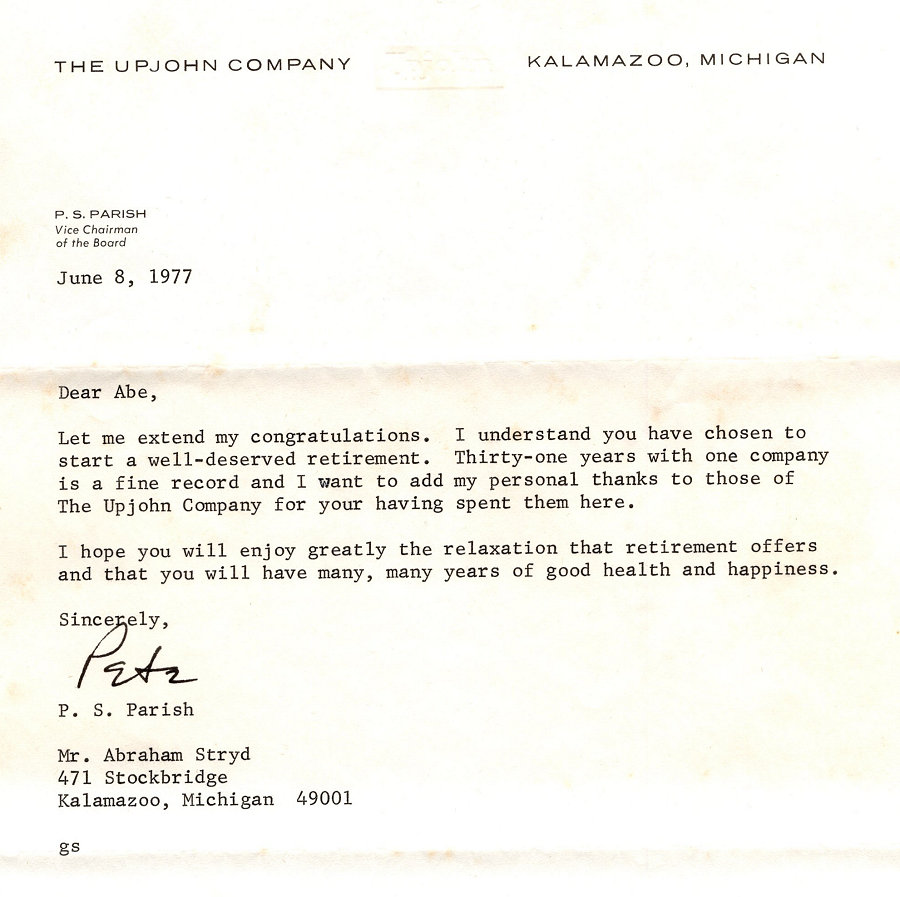 THE UPJOHN COMPANY KALAMAZOO, MICHIGAN
P. S. PARISH
Vice Chairman
of the Board
June 8, 1977
Dear Abe,
Let me extend my congratulations. I understand you have chosen to
start a well-deserved retirement. Thirty-one years with one company
is a fine record and I want to add my personal thanks to those of
The Upjohn Company for your having spent them here.
I hope you will enjoy greatly the relaxation that retirement offers
and that you will have many, many years of good health and happiness.
Sincerely,
Pete
P. S. Parish
Mr. Abraham Stryd
471 Stockbridge
Kalamazoo, Michigan 49001
gs